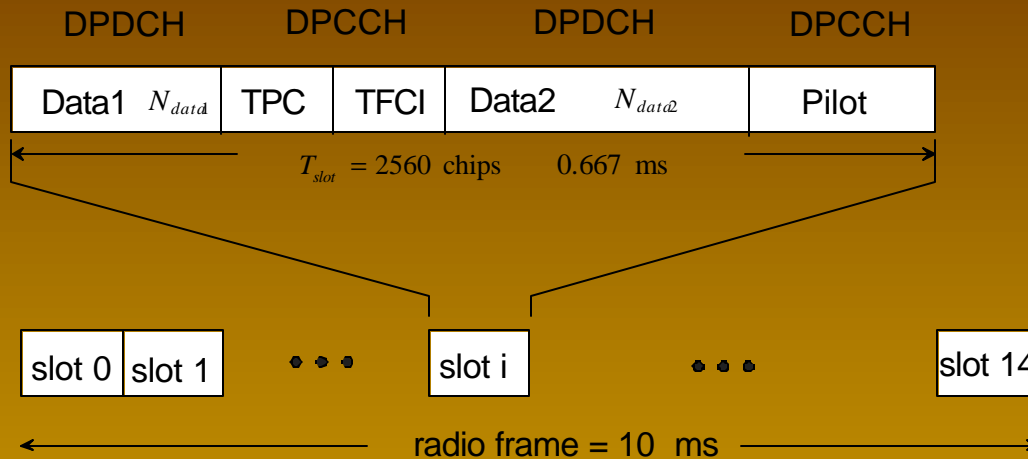 DPDCH DPCCH DPDCH DPCCH
Data1 N_data1 TPC TFCI Data2 N_data2 Pilot
T_slot = 2560 chips 0.667 ms
slot 0 slot 1 ••• slot i ••• slot 14
radio frame = 10 ms